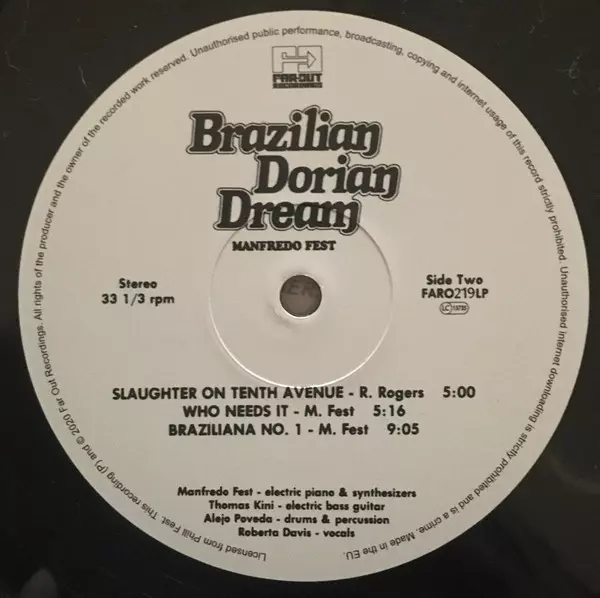 FAR-OUT
RECORDINGS
Brazilian
Dorian
Dream
MANFREDO FEST
Stereo
33 1/3 rpm
Side Two
FARO219LP
LC 13735
SLAUGHTER ON TENTH AVENUE - R. Rogers 5:00
WHO NEEDS IT - M. Fest 5:16
BRAZILIANA NO. 1 - M. Fest 9:05
Manfredo Fest - electric piano & synthesizers
Thomas Kini - electric bass guitar
Alejo Poveda - drums & percussion
Roberta Davis - vocals
Licensed from Phill Fest. This recording (P) and © 2020 Far Out Recordings. All rights of the producer and the owner of the recorded work reserved. Unauthorised public performance, broadcasting, copying and internet usage of this record strictly prohibited. Unauthorised internet downloading is strictly prohibited and is a crime. Made in the EU.